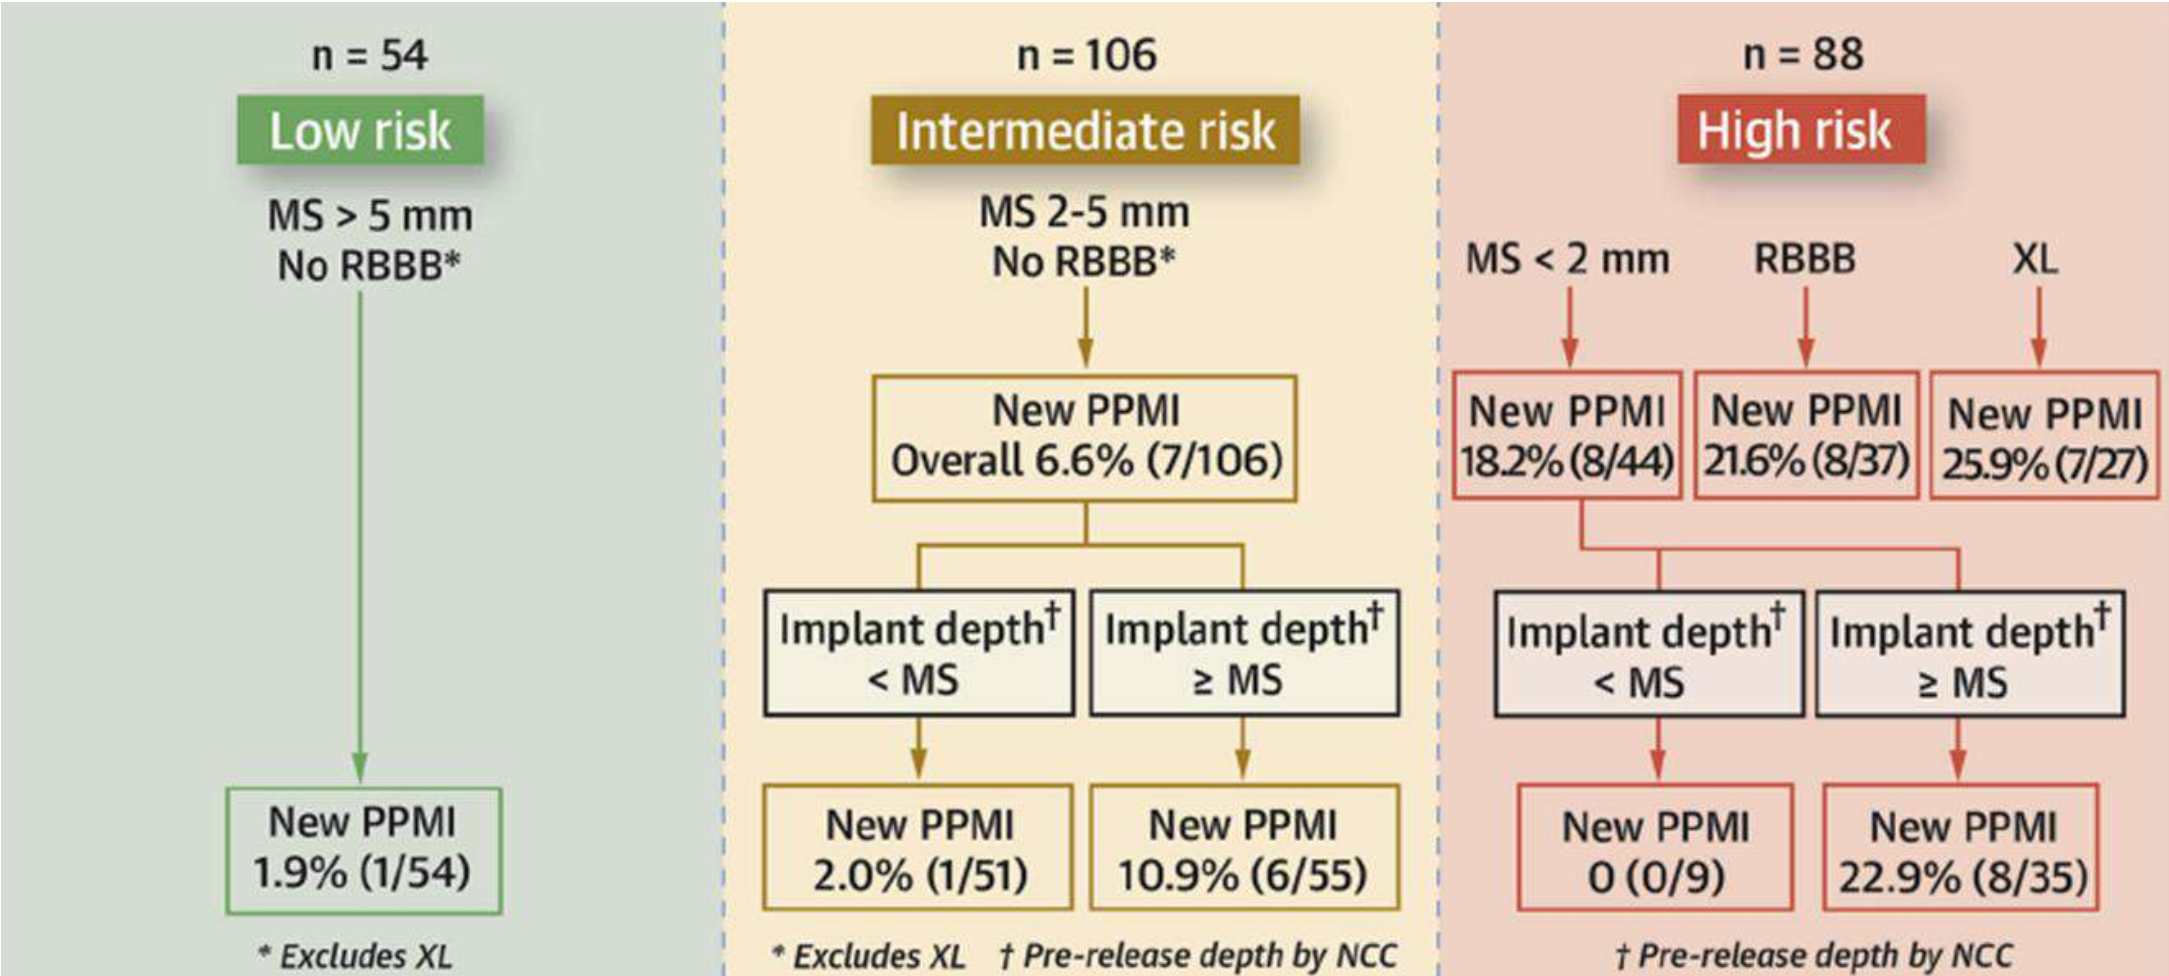 n = 54
Low risk
MS > 5 mm
No RBBB*
New PPMI
1.9% (1/54)
* Excludes XL
n = 106
Intermediate risk
MS 2-5 mm
No RBBB*
New PPMI
Overall 6.6% (7/106)
Implant depth†
< MS
Implant depth†
≥ MS
New PPMI
2.0% (1/51)
New PPMI
10.9% (6/55)
* Excludes XL † Pre-release depth by NCC
n = 88
High risk
MS < 2 mm
RBBB
XL
New PPMI
18.2% (8/44)
New PPMI
21.6% (8/37)
New PPMI
25.9% (7/27)
Implant depth†
< MS
Implant depth†
≥ MS
New PPMI
0 (0/9)
New PPMI
22.9% (8/35)
† Pre-release depth by NCC